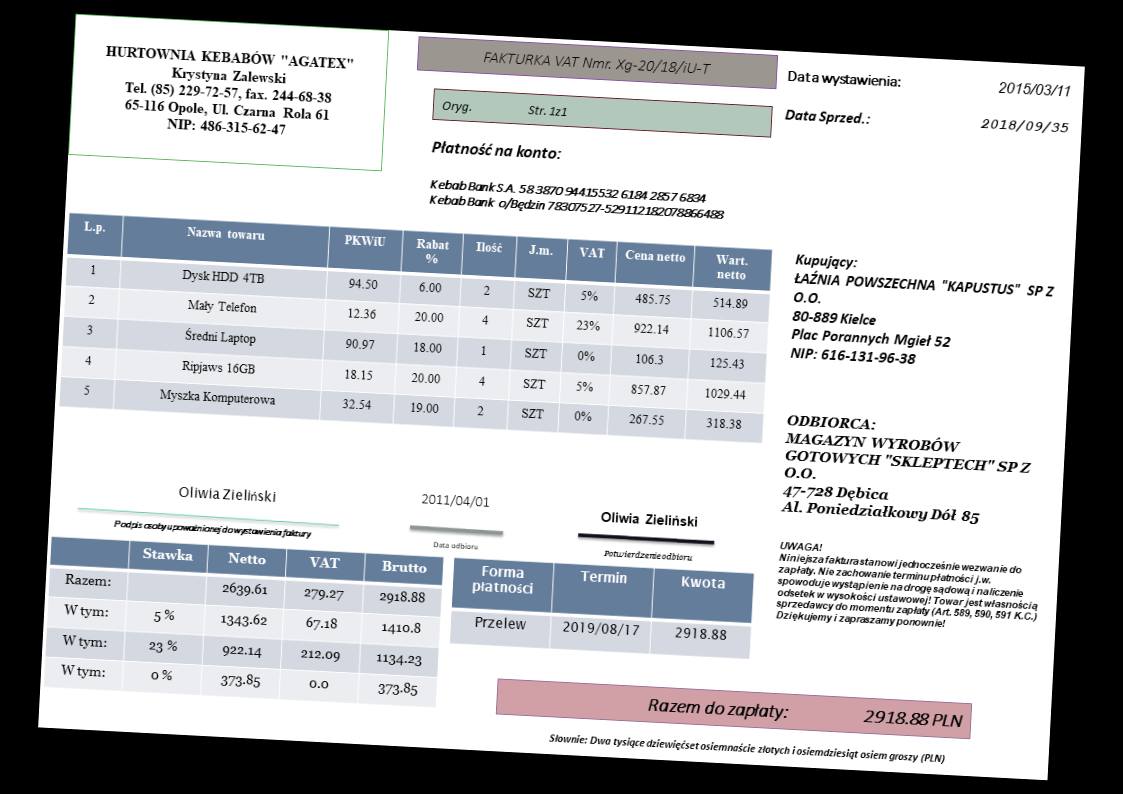 HURTOWNIA KEBABÓW "AGATEX"
Krystyna Zalewski
Tel. (85) 229-72-57, fax. 244-68-38
65-116 Opole, Ul. Czarna Rola 61
NIP: 486-315-62-47
FAKTURKA VAT Nmr. Xg-20/18/iU-T
Oryg. Str. 1z1
Data wystawienia: 2015/03/11
Data Sprzed.: 2018/09/35
Płatność na konto:
Kebab Bank S.A. 58 3870 94415532 6184 2857 6834
Kebab Bank o/Będzin 78307527-529112182078866488
L.p. Nazwa towaru PKWiU Rabat % Ilość J.m. VAT Cena netto Wart. netto
1 Dysk HDD 4TB 94.50 6.00 2 SZT 5% 485.75 514.89
2 Mały Telefon 12.36 20.00 4 SZT 23% 922.14 1106.57
3 Średni Laptop 90.97 18.00 1 SZT 0% 106.3 125.43
4 Ripjaws 16GB 18.15 20.00 4 SZT 5% 857.87 1029.44
5 Myszka Komputerowa 32.54 19.00 2 SZT 0% 267.55 318.38
Kupujący:
ŁAŹNIA POWSZECHNA "KAPUSTUS" SP Z
O.O.
80-889 Kielce
Plac Porannych Mgieł 52
NIP: 616-131-96-38
ODBIORCA:
MAGAZYN WYROBÓW
GOTOWYCH "SKLEPTECH" SP Z
O.O.
47-728 Dębica
Al. Poniedziałkowy Dół 85
Oliwia Zieliński
Podpis osoby upoważnionej do wystawienia faktury
2011/04/01
Data odbioru
Oliwia Zieliński
Potwierdzenie odbioru
UWAGA!
Niniejsza faktura stanowi jednocześnie wezwanie do
zapłaty. Nie zachowanie terminu płatności j.w.
spowoduje wystąpienie na drogę sądową i naliczenie
odsetek w wysokości ustawowej! Towar jest własnością
sprzedawcy do momentu zapłaty (Art. 589, 590, 591 K.C.)
Dziękujemy i zapraszamy ponownie!
Stawka Netto VAT Brutto
Razem: 2639.61 279.27 2918.88
W tym: 5 % 1343.62 67.18 1410.8
W tym: 23 % 922.14 212.09 1134.23
W tym: 0 % 373.85 0.0 373.85
Forma płatności Termin Kwota
Przelew 2019/08/17 2918.88
Razem do zapłaty: 2918.88 PLN
Słownie: Dwa tysiące dziewięćset osiemnaście złotych i osiemdziesiąt osiem groszy (PLN)